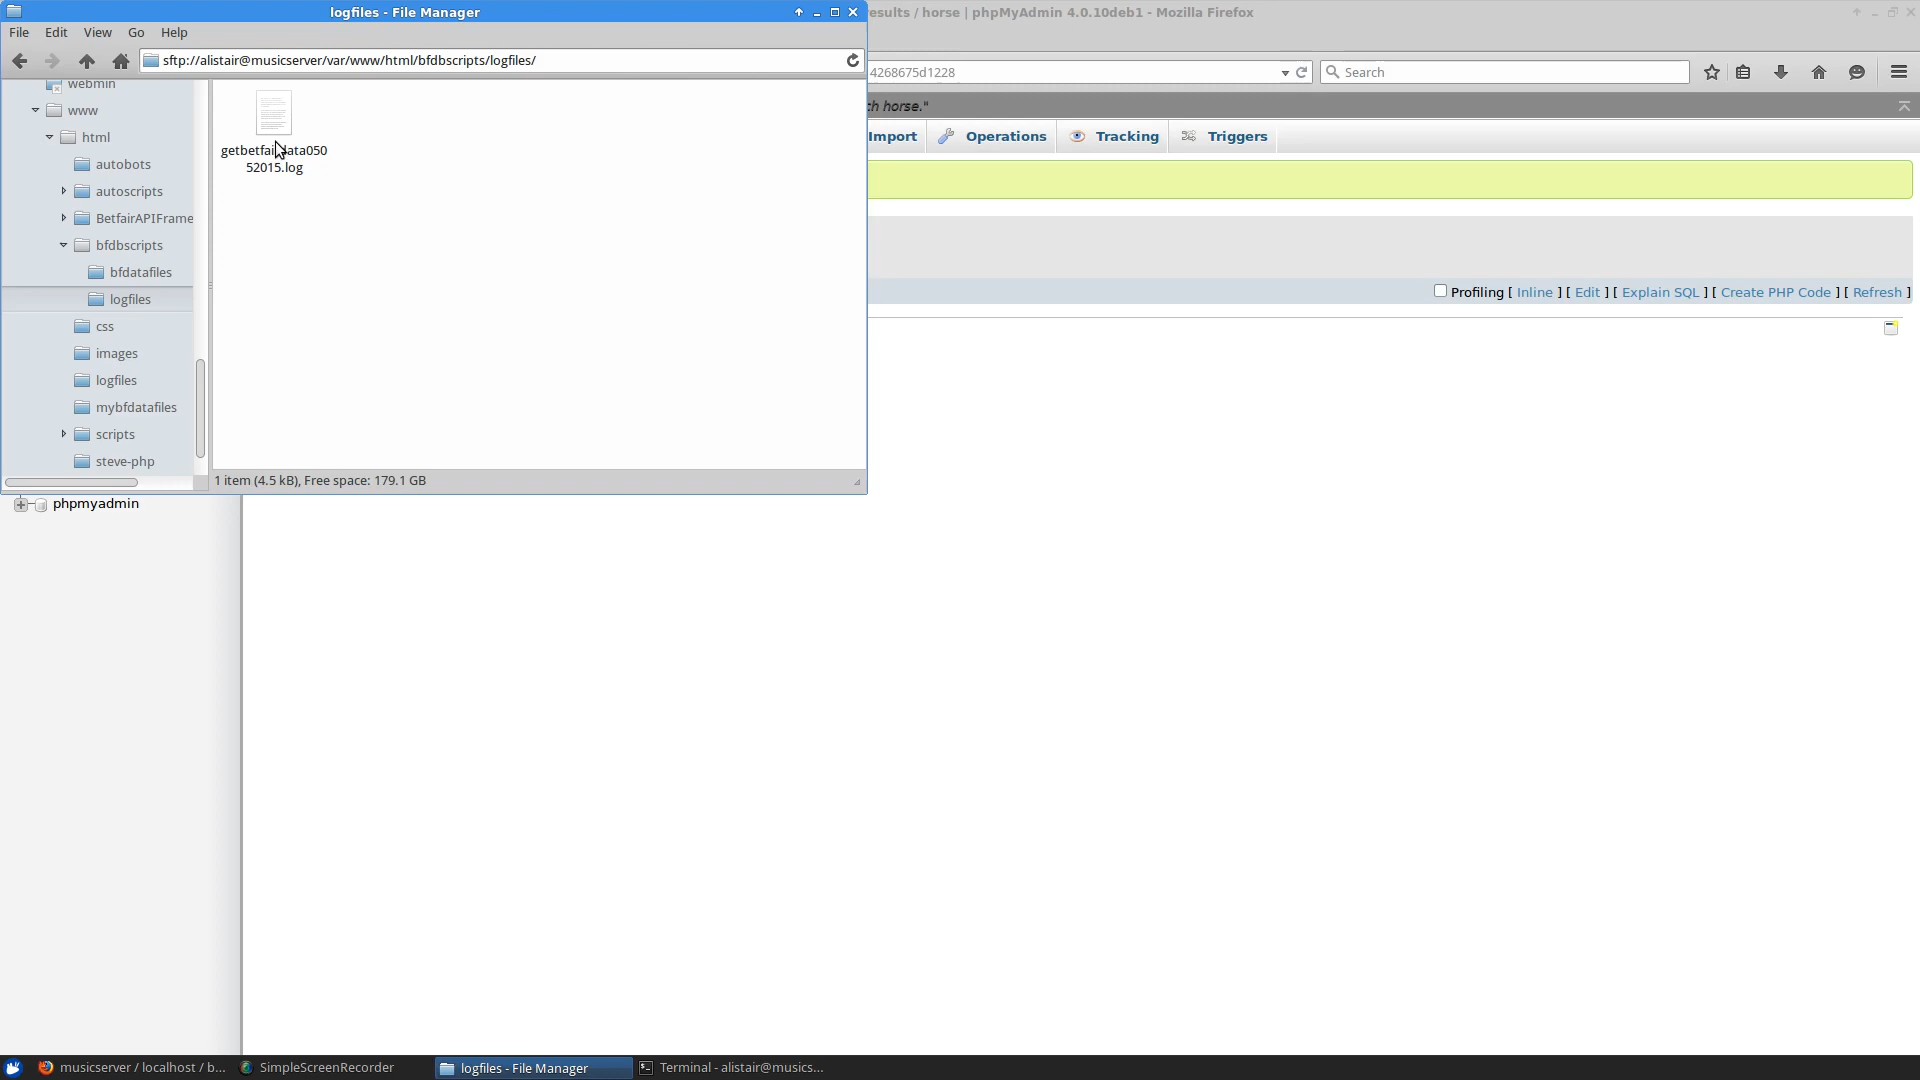 logfiles - File Manager
esults / horse | phpMyAdmin 4.0.10deb1 - Mozilla Firefox
File Edit View Go Help
sftp://alistair@musicserver/var/www/html/bfdbscripts/logfiles/
4268675d1228
Search
webmin
www
html
autobots
autoscripts
BetfairAPIFrame
bfdbscripts
bfdatafiles
logfiles
css
images
logfiles
mybfdatafiles
scripts
steve-php
52015.log
1 item (4.5 kB), Free space: 179.1 GB
ch horse."
Import Operations Tracking Triggers
Profiling [ Inline ] [ Edit ] [ Explain SQL ] [ Create PHP Code ] [ Refresh ]
phpmyadmin
musicserver / localhost / b...
SimpleScreenRecorder
logfiles - File Manager
Terminal - alistair@musics...